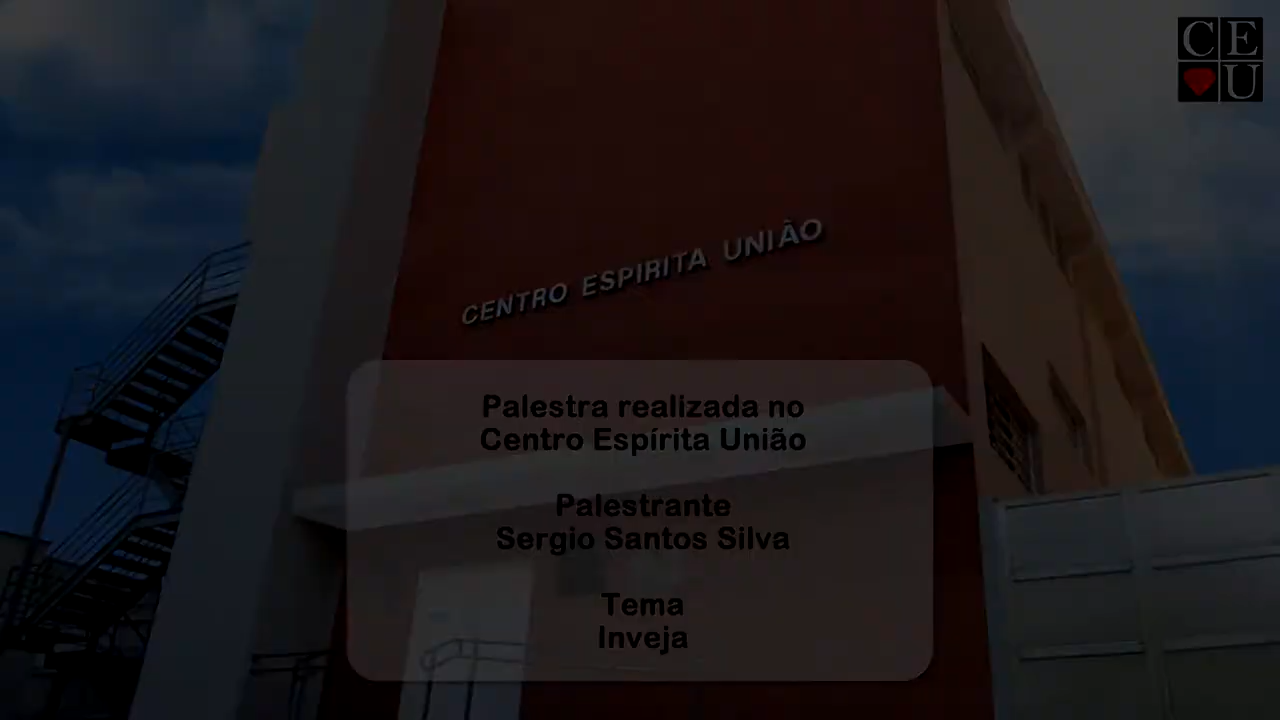 CE
U
CENTRO ESPIRITA UNIÃO
Palestra realizada no
Centro Espírita União
Palestrante
Sergio Santos Silva
Tema
Inveja